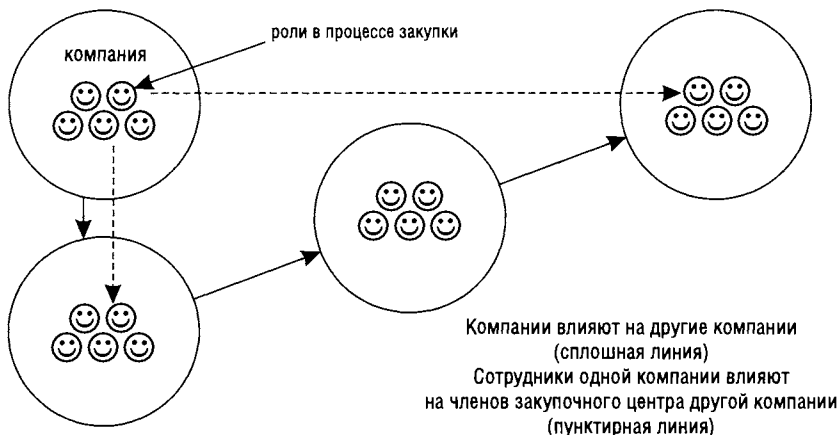 роли в процессе закупки
компания
Компании влияют на другие компании
(сплошная линия)
Сотрудники одной компании влияют
на членов закупочного центра другой компании
(пунктирная линия)